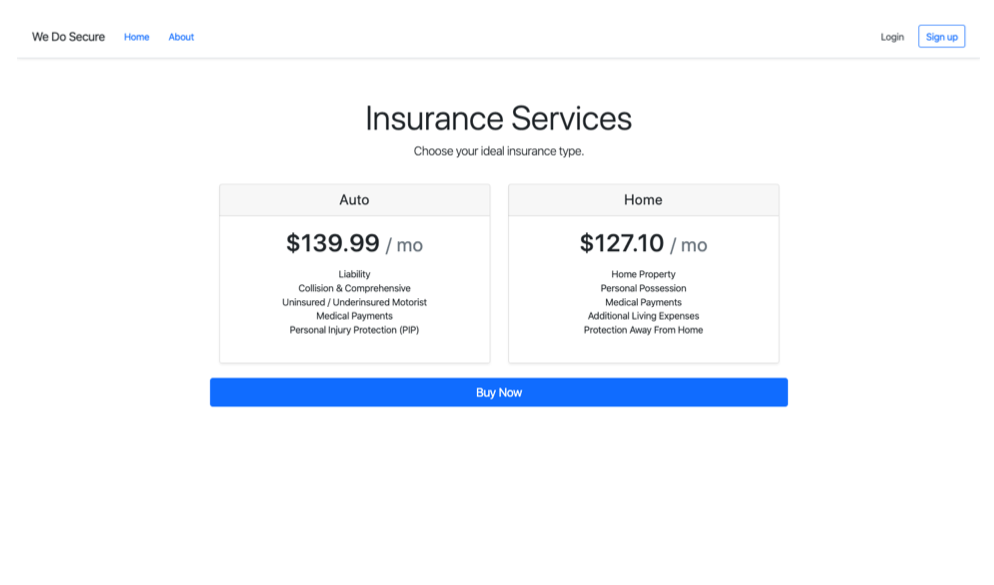 We Do Secure Home About Login Sign up
Insurance Services
Choose your ideal insurance type.
Auto
$139.99 / mo
Liability
Collision & Comprehensive
Uninsured / Underinsured Motorist
Medical Payments
Personal Injury Protection (PIP)
Home
$127.10 / mo
Home Property
Personal Possession
Medical Payments
Additional Living Expenses
Protection Away From Home
Buy Now